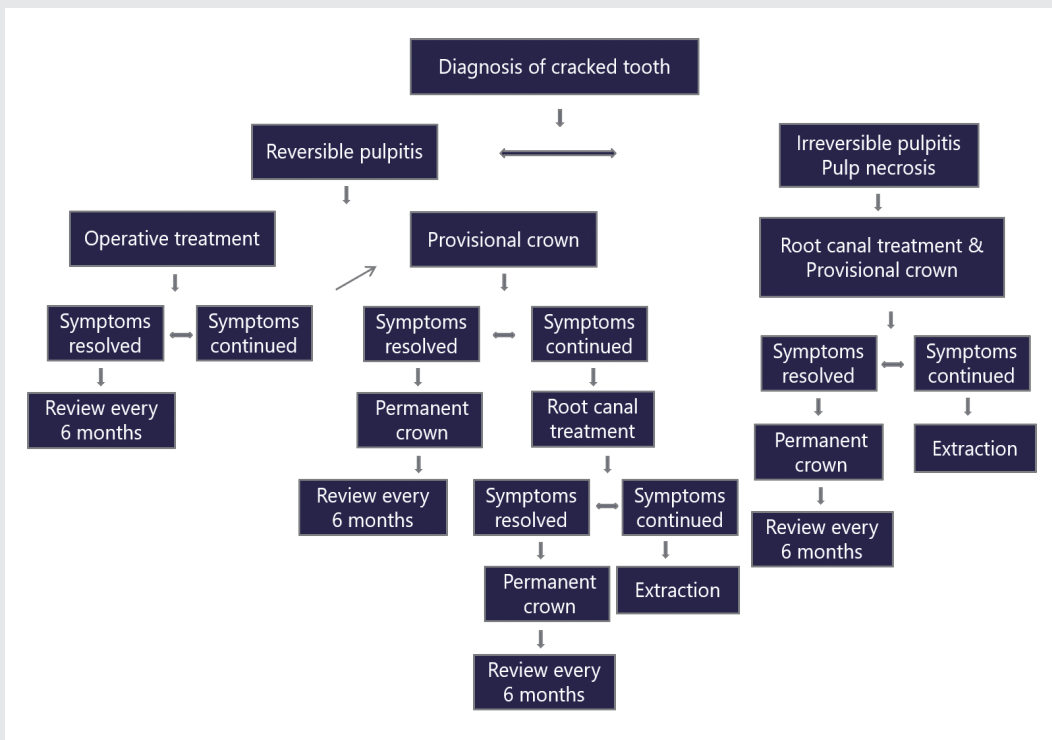 Diagnosis of cracked tooth
Reversible pulpitis
Irreversible pulpitis
Pulp necrosis
Operative treatment
Provisional crown
Root canal treatment &
Provisional crown
Symptoms
resolved
Symptoms
continued
Symptoms
resolved
Symptoms
continued
Symptoms
resolved
Symptoms
continued
Review every
6 months
Permanent
crown
Root canal
treatment
Permanent
crown
Extraction
Review every
6 months
Symptoms
resolved
Symptoms
continued
Review every
6 months
Permanent
crown
Extraction
Review every
6 months